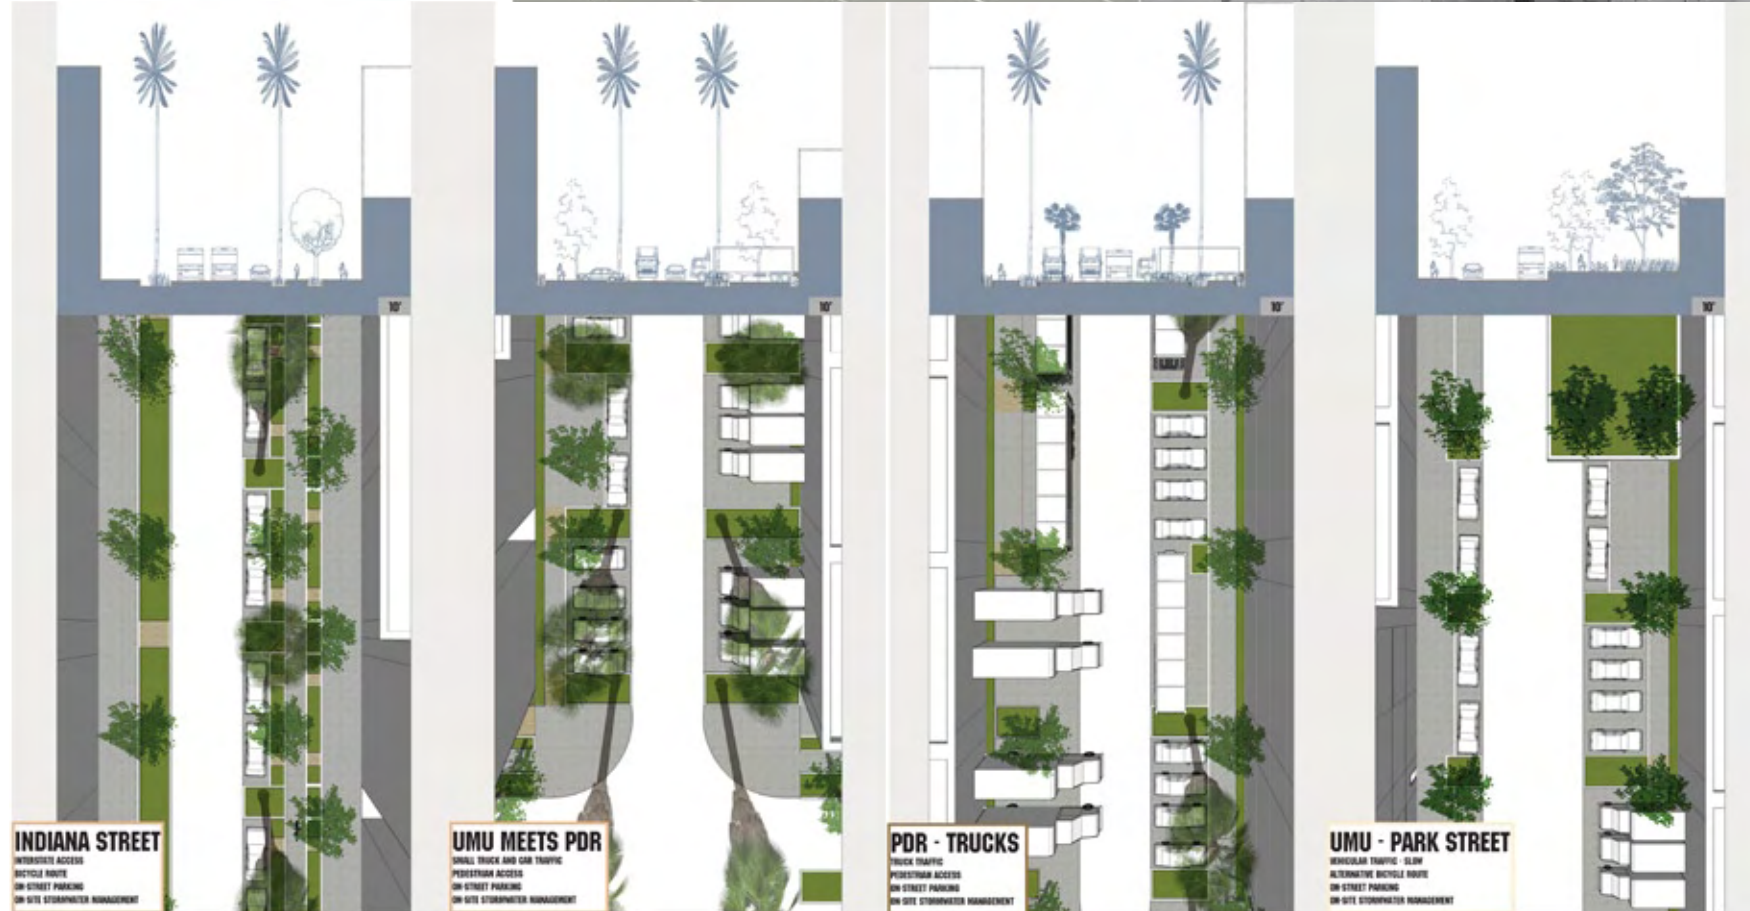 10'
10'
10'
10'
INDIANA STREET
INTERSTATE ACCESS
BICYCLE ROUTE
ON-STREET PARKING
ON-SITE STORMWATER MANAGEMENT
UMU MEETS PDR
SMALL TRUCK AND CAR TRAFFIC
PEDESTRIAN ACCESS
ON-STREET PARKING
ON-SITE STORMWATER MANAGEMENT
PDR - TRUCKS
TRUCK TRAFFIC
PEDESTRIAN ACCESS
ON-STREET PARKING
ON-SITE STORMWATER MANAGEMENT
UMU - PARK STREET
VEHICULAR TRAFFIC - SLOW
ALTERNATIVE BICYCLE ROUTE
ON-STREET PARKING
ON-SITE STORMWATER MANAGEMENT